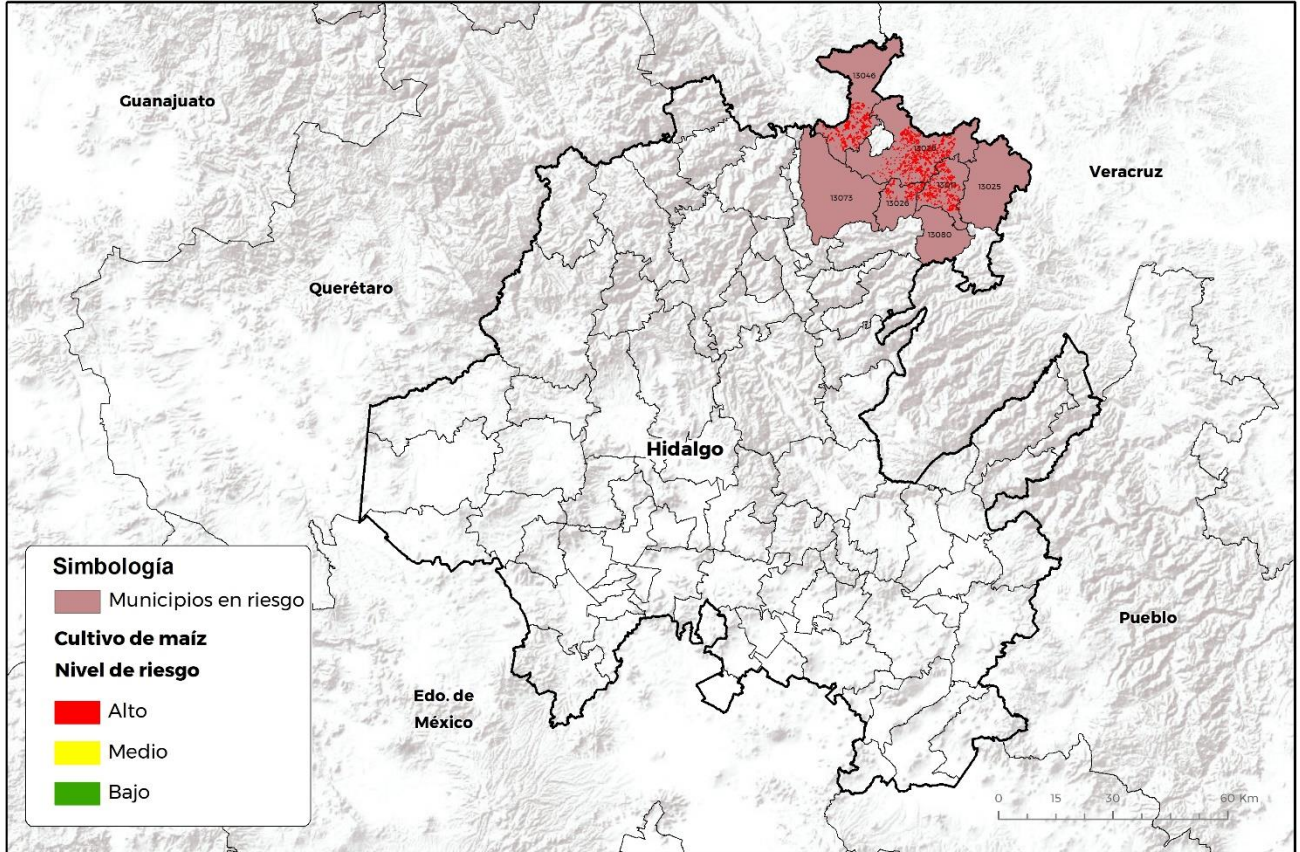 13046
Guanajuato
Veracruz
13025
13073
13026
13080
Querétaro
Hidalgo
Simbología
Municipios en riesgo
Cultivo de maíz
Nivel de riesgo
Alto
Medio
Bajo
Edo. de
México
Pueblo
0 15 30 60 Km